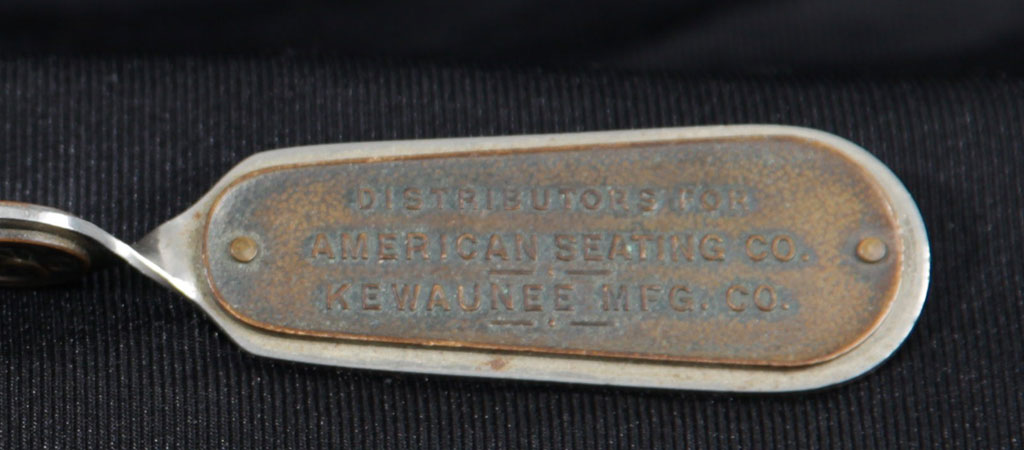 DISTRIBUTORS FOR
AMERICAN SEATING CO.
KEWAUNEE MFG. CO.